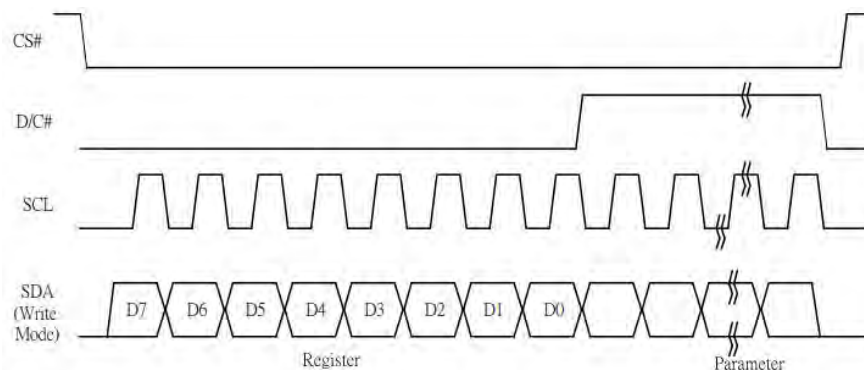 CS#
D/C#
SCL
SDA
(Write
Mode)
D7 D6 D5 D4 D3 D2 D1 D0
Register Parameter